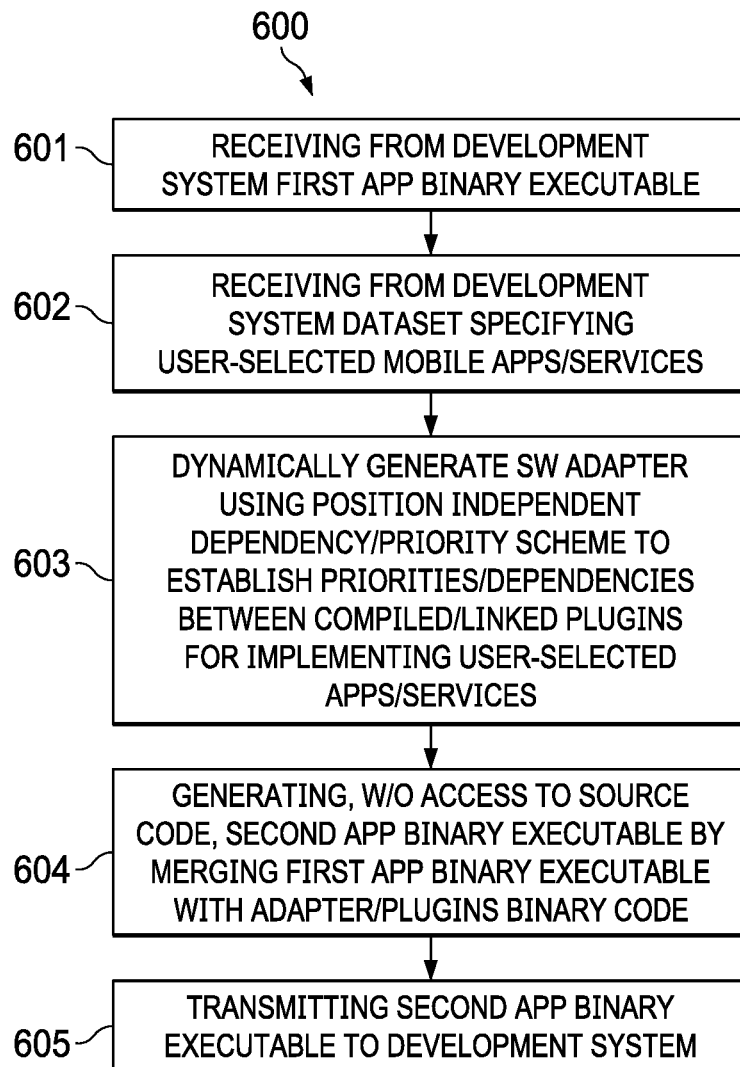 600
601
RECEIVING FROM DEVELOPMENT
SYSTEM FIRST APP BINARY EXECUTABLE
602
RECEIVING FROM DEVELOPMENT
SYSTEM DATASET SPECIFYING
USER-SELECTED MOBILE APPS/SERVICES
603
DYNAMICALLY GENERATE SW ADAPTER
USING POSITION INDEPENDENT
DEPENDENCY/PRIORITY SCHEME TO
ESTABLISH PRIORITIES/DEPENDENCIES
BETWEEN COMPILED/LINKED PLUGINS
FOR IMPLEMENTING USER-SELECTED
APPS/SERVICES
604
GENERATING, W/O ACCESS TO SOURCE
CODE, SECOND APP BINARY EXECUTABLE BY
MERGING FIRST APP BINARY EXECUTABLE
WITH ADAPTER/PLUGINS BINARY CODE
605
TRANSMITTING SECOND APP BINARY
EXECUTABLE TO DEVELOPMENT SYSTEM